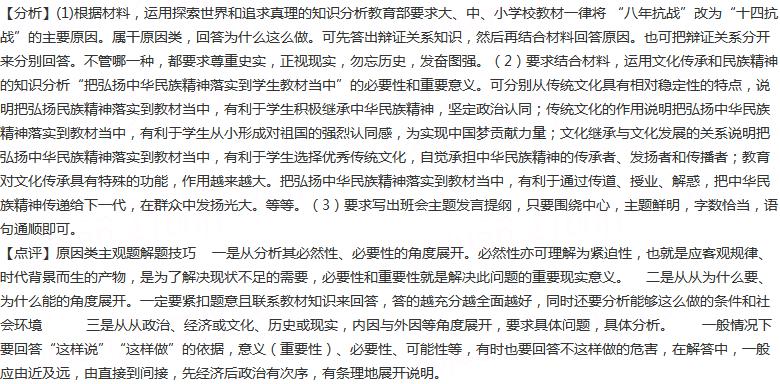 【分析】(1)根据材料，运用探索世界和追求真理的知识分析教育部要求大、中、小学校教材一律将 “八年抗战”改为“十四抗
战”的主要原因。属于原因类，回答为什么这么做。可先答出辩证关系知识，然后再结合材料回答原因。也可把辩证关系分开
来分别回答。不管哪一种，都要求尊重史实，正视现实，勿忘历史，发奋图强。（2）要求结合材料，运用文化传承和民族精神
的知识分析“把弘扬中华民族精神落实到学生教材当中”的必要性和重要意义。可分别从传统文化具有相对稳定性的特点，说
明把弘扬民族精神落实到教材当中，有利于学生积极继承中华民族精神，坚定政治认同；传统文化的作用说明把弘扬中华民族
精神落实到教材当中，有利于学生从小形成对祖国的强烈认同感，为实现中国梦贡献力量；文化继承与文化发展的关系说明把
弘扬中华民族精神落实到教材当中，有利于学生选择优秀传统文化，自觉承担中华民族精神的传承者、发扬者和传播者；教育
对文化传承具有特殊的功能，作用越来越大。把弘扬中华民族精神落实到教材当中，有利于通过传道、授业、解惑，把中华民
族精神传递给下一代，在群众中发扬光大。等等。（3）要求写出班会主题发言提纲，只要围绕中心，主题鲜明，字数恰当，语
句通顺即可。
【点评】原因类主观题解题技巧 一是从分析其必然性、必要性的角度展开。必然性亦可理解为紧迫性，也就是应客观规律、
时代背景而生的产物，是为了解决现状不足的需要，必要性和重要性就是解决此问题的重要现实意义。 二是从从为什么要、
为什么能的角度展开。一定要紧扣题意且联系教材知识来回答，答的越充分越全面越好，同时还要分析能够这么做的条件和社
会环境 三是从从政治、经济或文化、历史或现实，内因与外因等角度展开，要求具体问题，具体分析。 一般情况下
要回答“这样说”“这样做”的依据，意义（重要性）、必要性、可能性等，有时也要回答不这样做的危害，在解答中，一般
应由近及远，由直接到间接，先经济后政治有次序，有条理地展开说明。